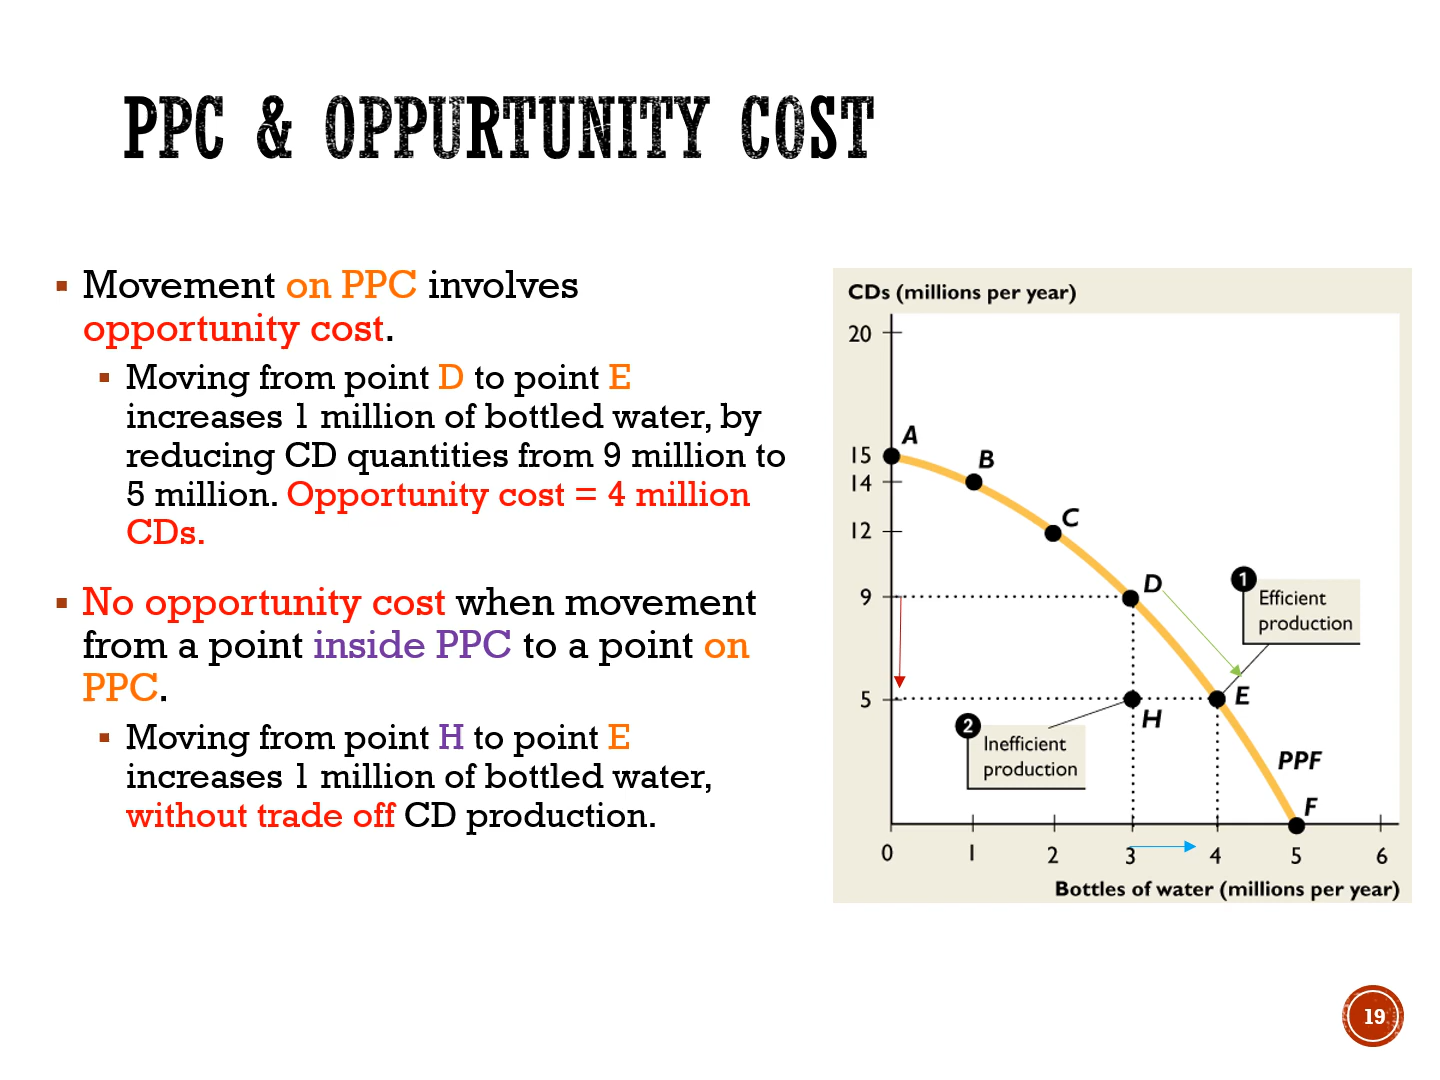 PPC & OPPURTUNITY COST
▪ Movement on PPC involves
opportunity cost.
▪ Moving from point D to point E
increases 1 million of bottled water, by
reducing CD quantities from 9 million to
5 million. Opportunity cost = 4 million
CDs.
▪ No opportunity cost when movement
from a point inside PPC to a point on
PPC.
▪ Moving from point H to point E
increases 1 million of bottled water,
without trade off CD production.
CDs (millions per year)
20
A
15
B
14
C
12
D
9
1
Efficient
production
5
E
H
2
Inefficient
production
PPF
F
0 1 2 3 4 5 6
Bottles of water (millions per year)
19